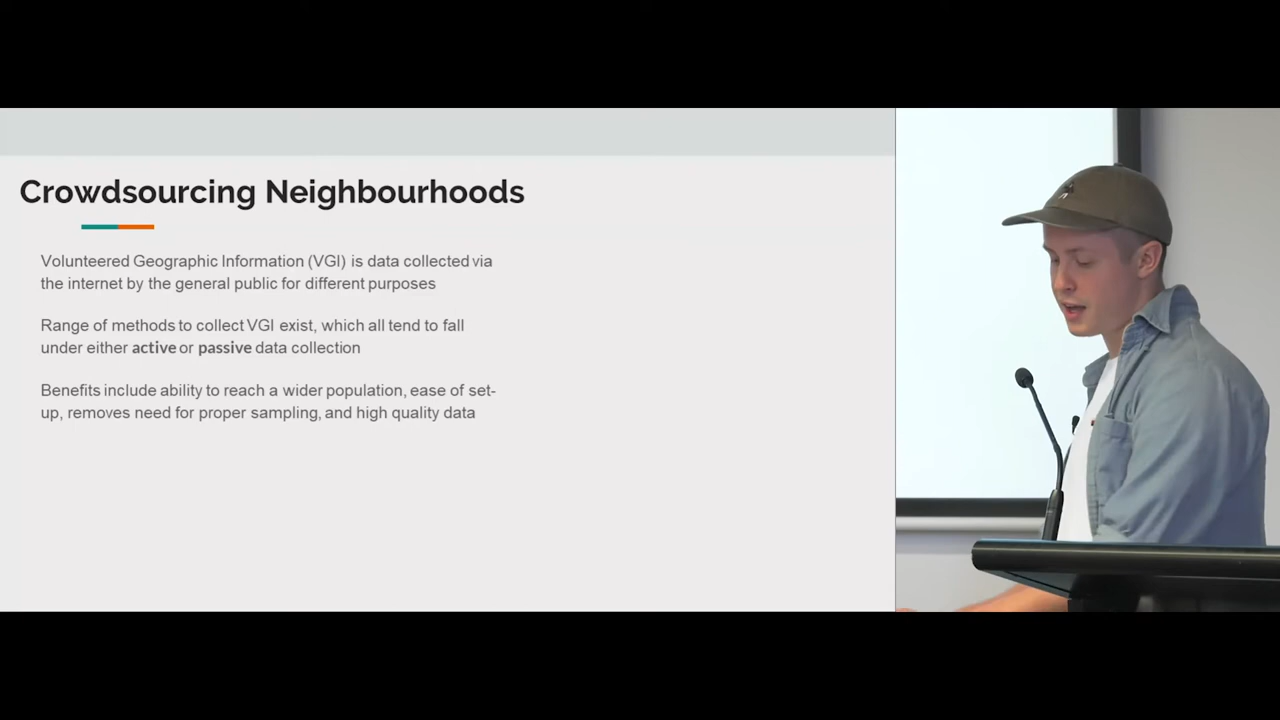 Crowdsourcing Neighbourhoods
Volunteered Geographic Information (VGI) is data collected via
the internet by the general public for different purposes
Range of methods to collect VGI exist, which all tend to fall
under either active or passive data collection
Benefits include ability to reach a wider population, ease of set-
up, removes need for proper sampling, and high quality data